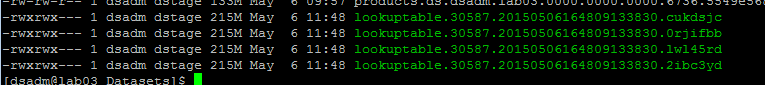 -rw-rw-r-- 1 dsadm dstage 133M May  6 09:57 products.ds.dsadm.lab03.0000.0000.0000.6736.5549e568
-rwxrwx--- 1 dsadm dstage 215M May  6 11:48 lookuptable.30587.20150506164809133830.cukdsjc
-rwxrwx--- 1 dsadm dstage 215M May  6 11:48 lookuptable.30587.20150506164809133830.0rjifbb
-rwxrwx--- 1 dsadm dstage 215M May  6 11:48 lookuptable.30587.20150506164809133830.lwl45rd
-rwxrwx--- 1 dsadm dstage 215M May  6 11:48 lookuptable.30587.20150506164809133830.2ibc3yd
[dsadm@lab03 Datasets]$